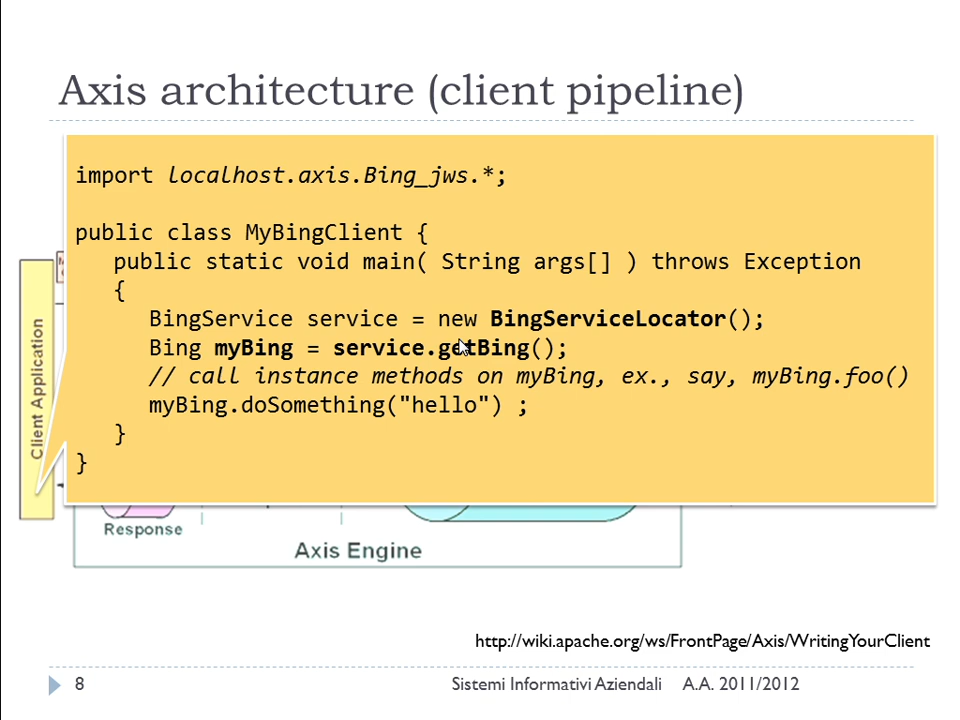 Axis architecture (client pipeline)
import localhost.axis.Bing_jws.*;
public class MyBingClient {
public static void main( String args[] ) throws Exception
{
BingService service = new BingServiceLocator();
Bing myBing = service.getBing();
// call instance methods on myBing, ex., say, myBing.foo()
myBing.doSomething("hello") ;
}
}
Client Application
Response
Axis Engine
http://wiki.apache.org/ws/FrontPage/Axis/WritingYourClient
8
Sistemi Informativi Aziendali A.A. 2011/2012